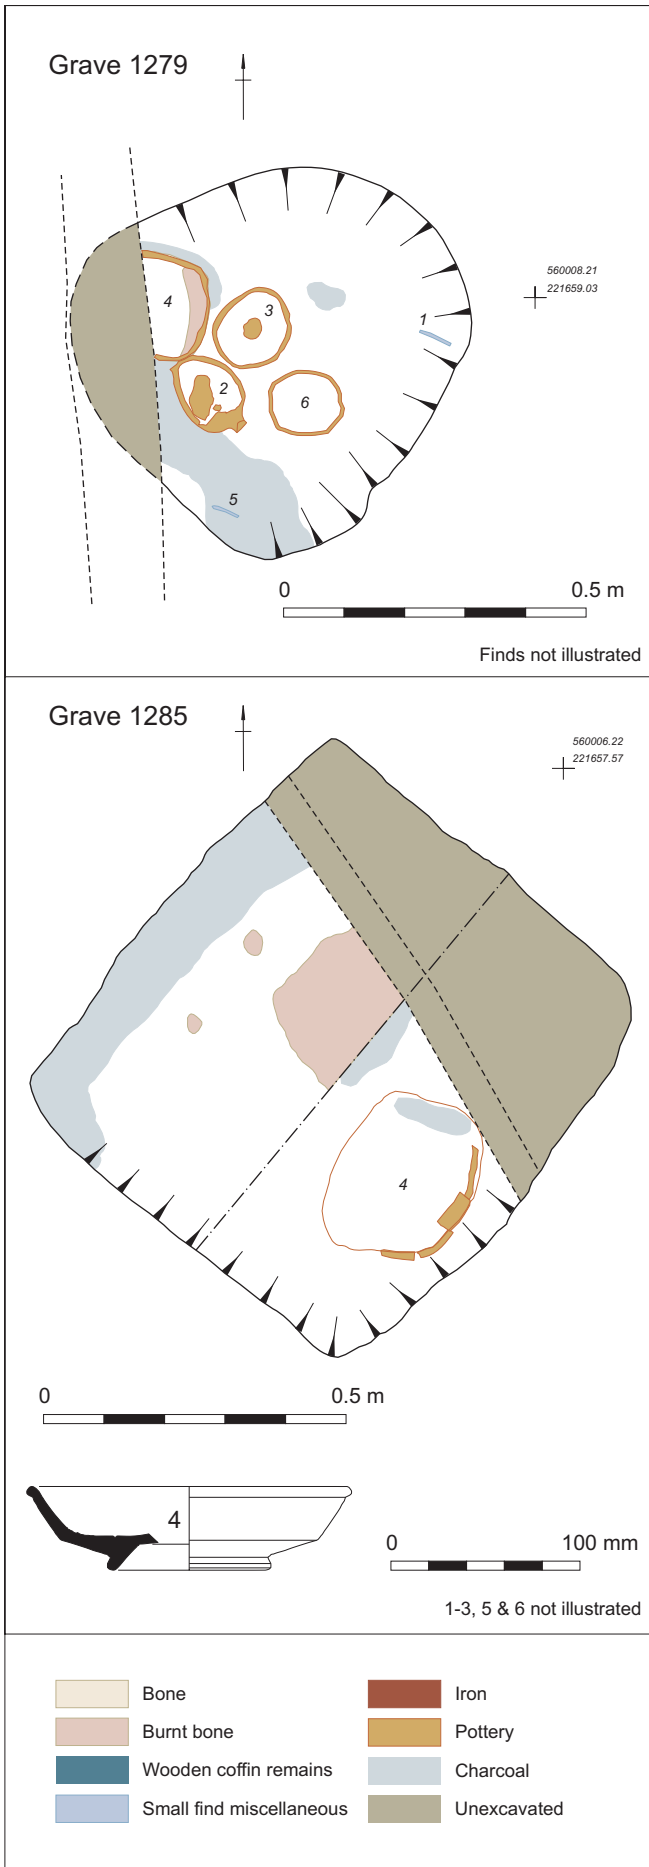 Grave 1279
560008.21
221659.03
4
3
1
2
6
5
0 0.5 m
Finds not illustrated
Grave 1285
560006.22
221657.57
4
0 0.5 m
4
0 100 mm
1-3, 5 & 6 not illustrated
Bone
Iron
Burnt bone
Pottery
Wooden coffin remains
Charcoal
Small find miscellaneous
Unexcavated